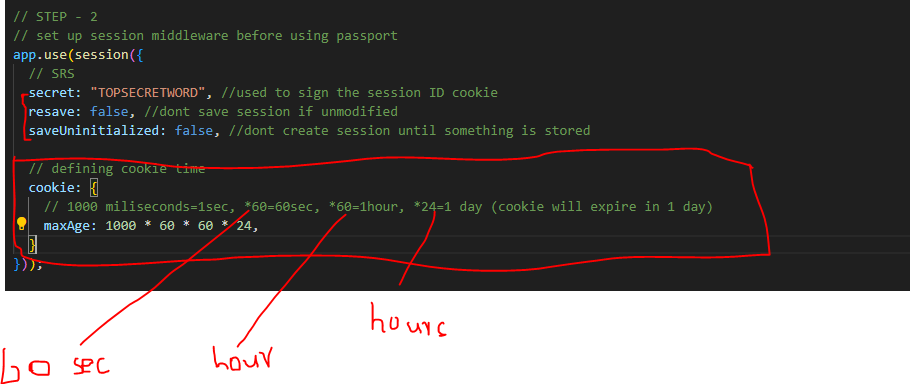 // STEP - 2
// set up session middleware before using passport
app.use(session({
// SRS
secret: "TOPSECRETWORD", //used to sign the session ID cookie
resave: false, //dont save session if unmodified
saveUninitialized: false, //dont create session until something is stored
// defining cookie time
cookie: {
// 1000 miliseconds=1sec, *60=60sec, *60=1hour, *24=1 day (cookie will expire in 1 day)
maxAge: 1000 * 60 * 60 * 24,
}
}));
hours
60 sec
hour